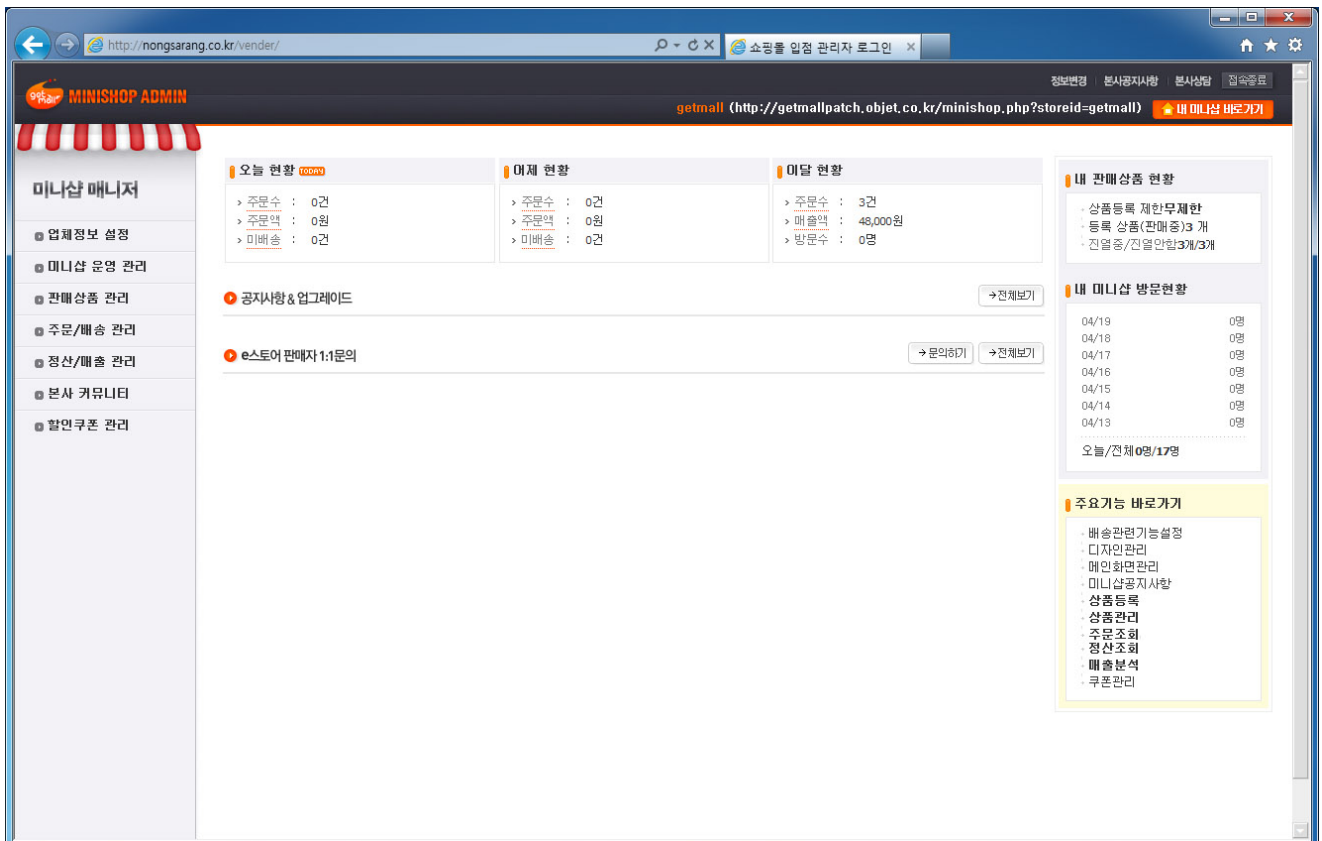 http://nongsarang.co.kr/vender/
쇼핑몰 입점 관리자 로그인
정보변경 본사공지사항 본사상담 접속종료
getmall MINISHOP ADMIN
getmall (http://getmallpatch.objet.co.kr/minishop.php?storeid=getmall) 내 미니샵 바로가기
미니샵 매니저
업체정보 설정
미니샵 운영 관리
판매상품 관리
주문/배송 관리
정산/매출 관리
본사 커뮤니티
할인쿠폰 관리
오늘 현황 TODAY
주문수 : 0건
주문액 : 0원
미배송 : 0건
어제 현황
주문수 : 0건
주문액 : 0원
미배송 : 0건
이달 현황
주문수 : 3건
매출액 : 48,000원
방문수 : 0명
공지사항 & 업그레이드 →전체보기
e스토어 판매자 1:1문의 →문의하기 →전체보기
내 판매상품 현황
상품등록 제한무제한
등록 상품(판매중)3 개
진열중/진열안함3개/3개
내 미니샵 방문현황
04/19 0명
04/18 0명
04/17 0명
04/16 0명
04/15 0명
04/14 0명
04/13 0명
오늘/전체0명/17명
주요기능 바로가기
배송관련기능설정
디자인관리
메인화면관리
미니샵공지사항
상품등록
상품관리
주문조회
정산조회
매출분석
쿠폰관리